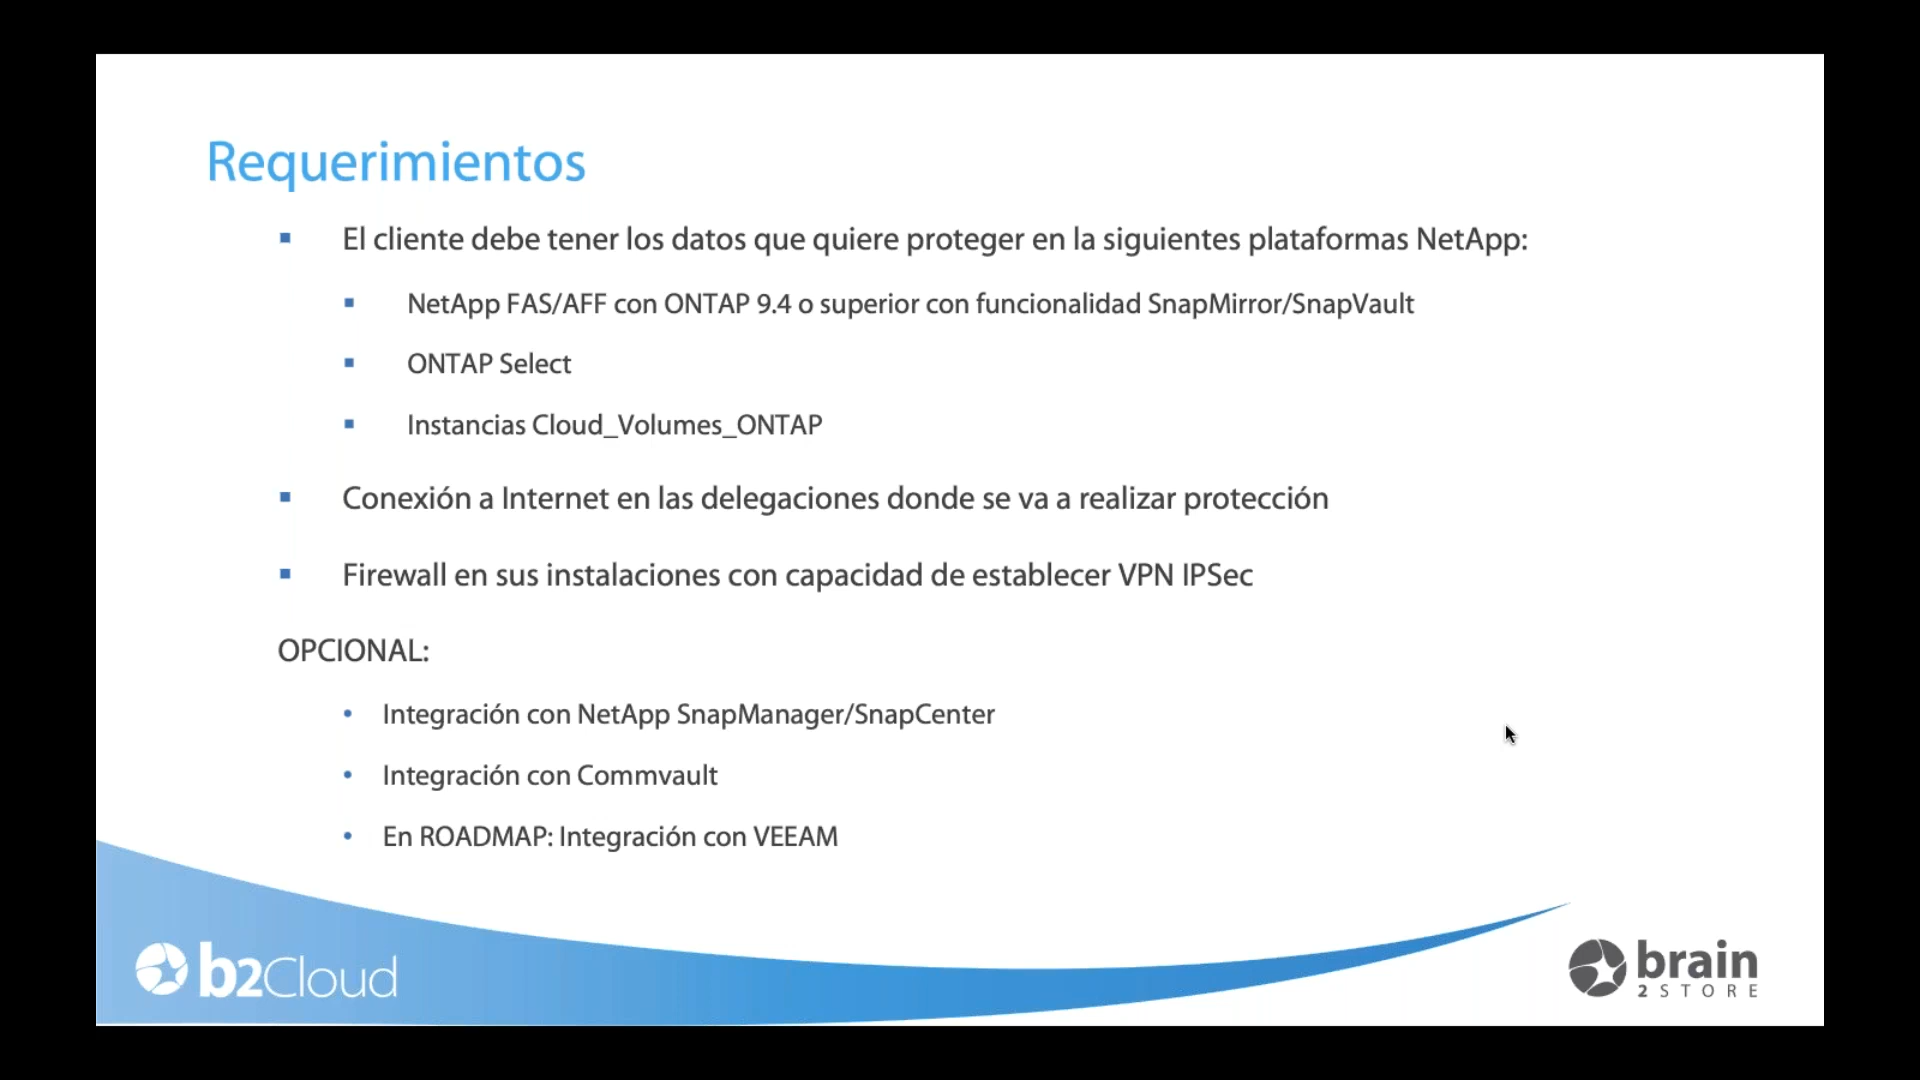 Requerimientos
El cliente debe tener los datos que quiere proteger en la siguientes plataformas NetApp:
NetApp FAS/AFF con ONTAP 9.4 o superior con funcionalidad SnapMirror/SnapVault
ONTAP Select
Instancias Cloud_Volumes_ONTAP
Conexión a Internet en las delegaciones donde se va a realizar protección
Firewall en sus instalaciones con capacidad de establecer VPN IPSec
OPCIONAL:
Integración con NetApp SnapManager/SnapCenter
Integración con Commvault
En ROADMAP: Integración con VEEAM
b2Cloud
brain
2 STORE